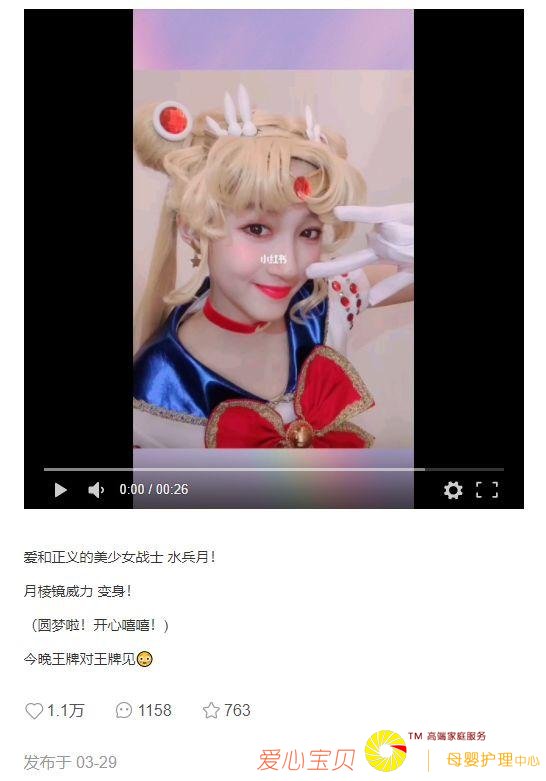 小红书
0:00 / 00:26
爱和正义的美少女战士 水兵月！
月棱镜威力 变身！
（圆梦啦！开心嘻嘻！)
今晚王牌对王牌见😳
1.1万 1158 763
发布于 03-29
爱心宝贝
TM 高端家庭服务
母婴护理中心